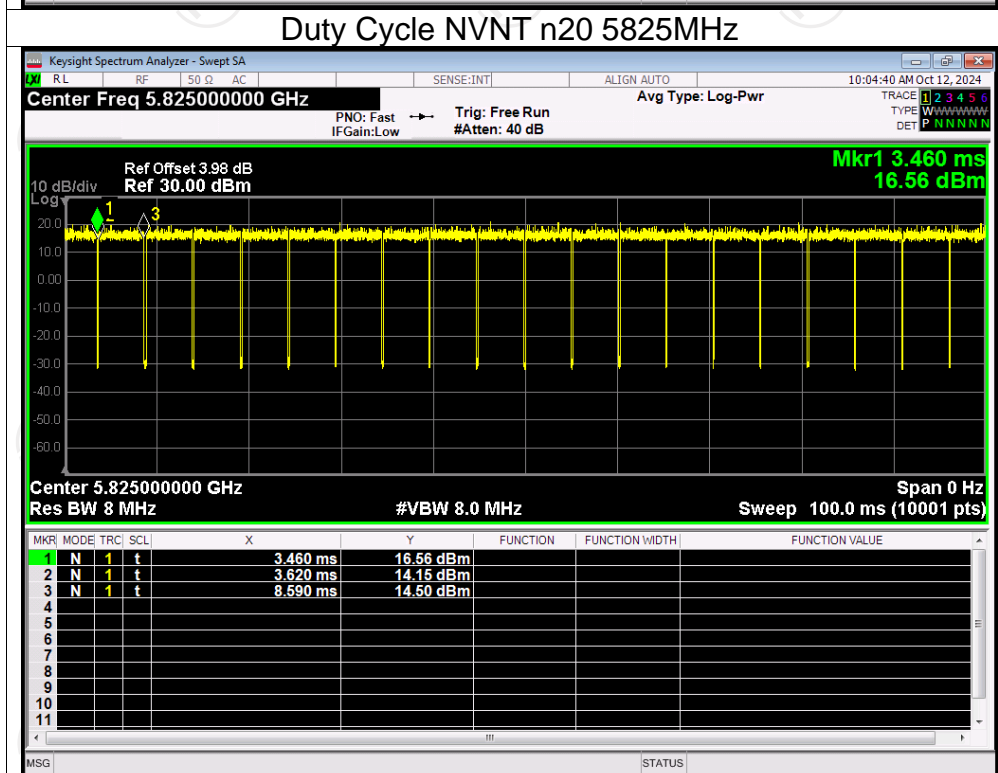 Duty Cycle NVNT n20 5825MHz
Keysight Spectrum Analyzer - Swept SA
LXI RL RF 50 Ω AC SENSE:INT ALIGN AUTO 10:04:40 AM Oct 12, 2024
Center Freq 5.825000000 GHz Avg Type: Log-Pwr TRACE 1 2 3 4 5 6
PNO: Fast Trig: Free Run TYPE WWWWWW
IFGain:Low #Atten: 40 dB DET P N N N N N
Mkr1 3.460 ms
Ref Offset 3.98 dB
10 dB/div Ref 30.00 dBm 16.56 dBm
Log
1 2 3
20.0
10.0
0.00
-10.0
-20.0
-30.0
-40.0
-50.0
-60.0
Center 5.825000000 GHz Span 0 Hz
Res BW 8 MHz #VBW 8.0 MHz Sweep 100.0 ms (10001 pts)
MKR MODE TRC SCL X Y FUNCTION FUNCTION WIDTH FUNCTION VALUE
1 N 1 t 3.460 ms 16.56 dBm
2 N 1 t 3.620 ms 14.15 dBm
3 N 1 t 8.590 ms 14.50 dBm
4
5
6
7
8
9
10
11
MSG STATUS